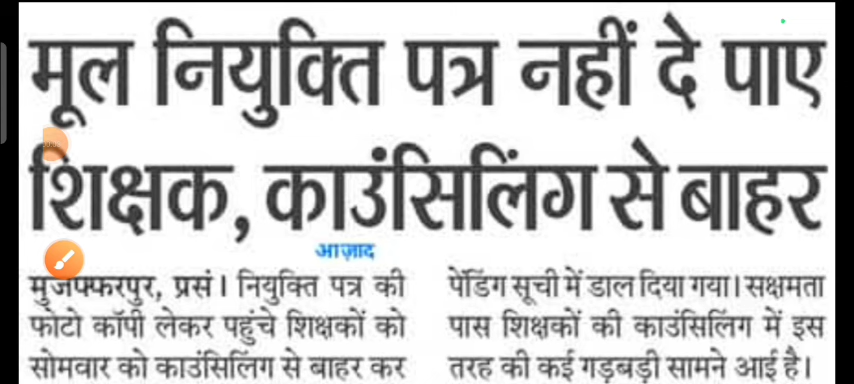 मूल नियुक्ति पत्र नहीं दे पाए
शिक्षक, काउंसिलिंग से बाहर
आज़ाद
मुजफ्फरपुर, प्रसं। नियुक्ति पत्र की
फोटो कॉपी लेकर पहुंचे शिक्षकों को
सोमवार को काउंसिलिंग से बाहर कर
पेंडिंग सूची में डाल दिया गया। सक्षमता
पास शिक्षकों की काउंसिलिंग में इस
तरह की कई गड़बड़ी सामने आई है।